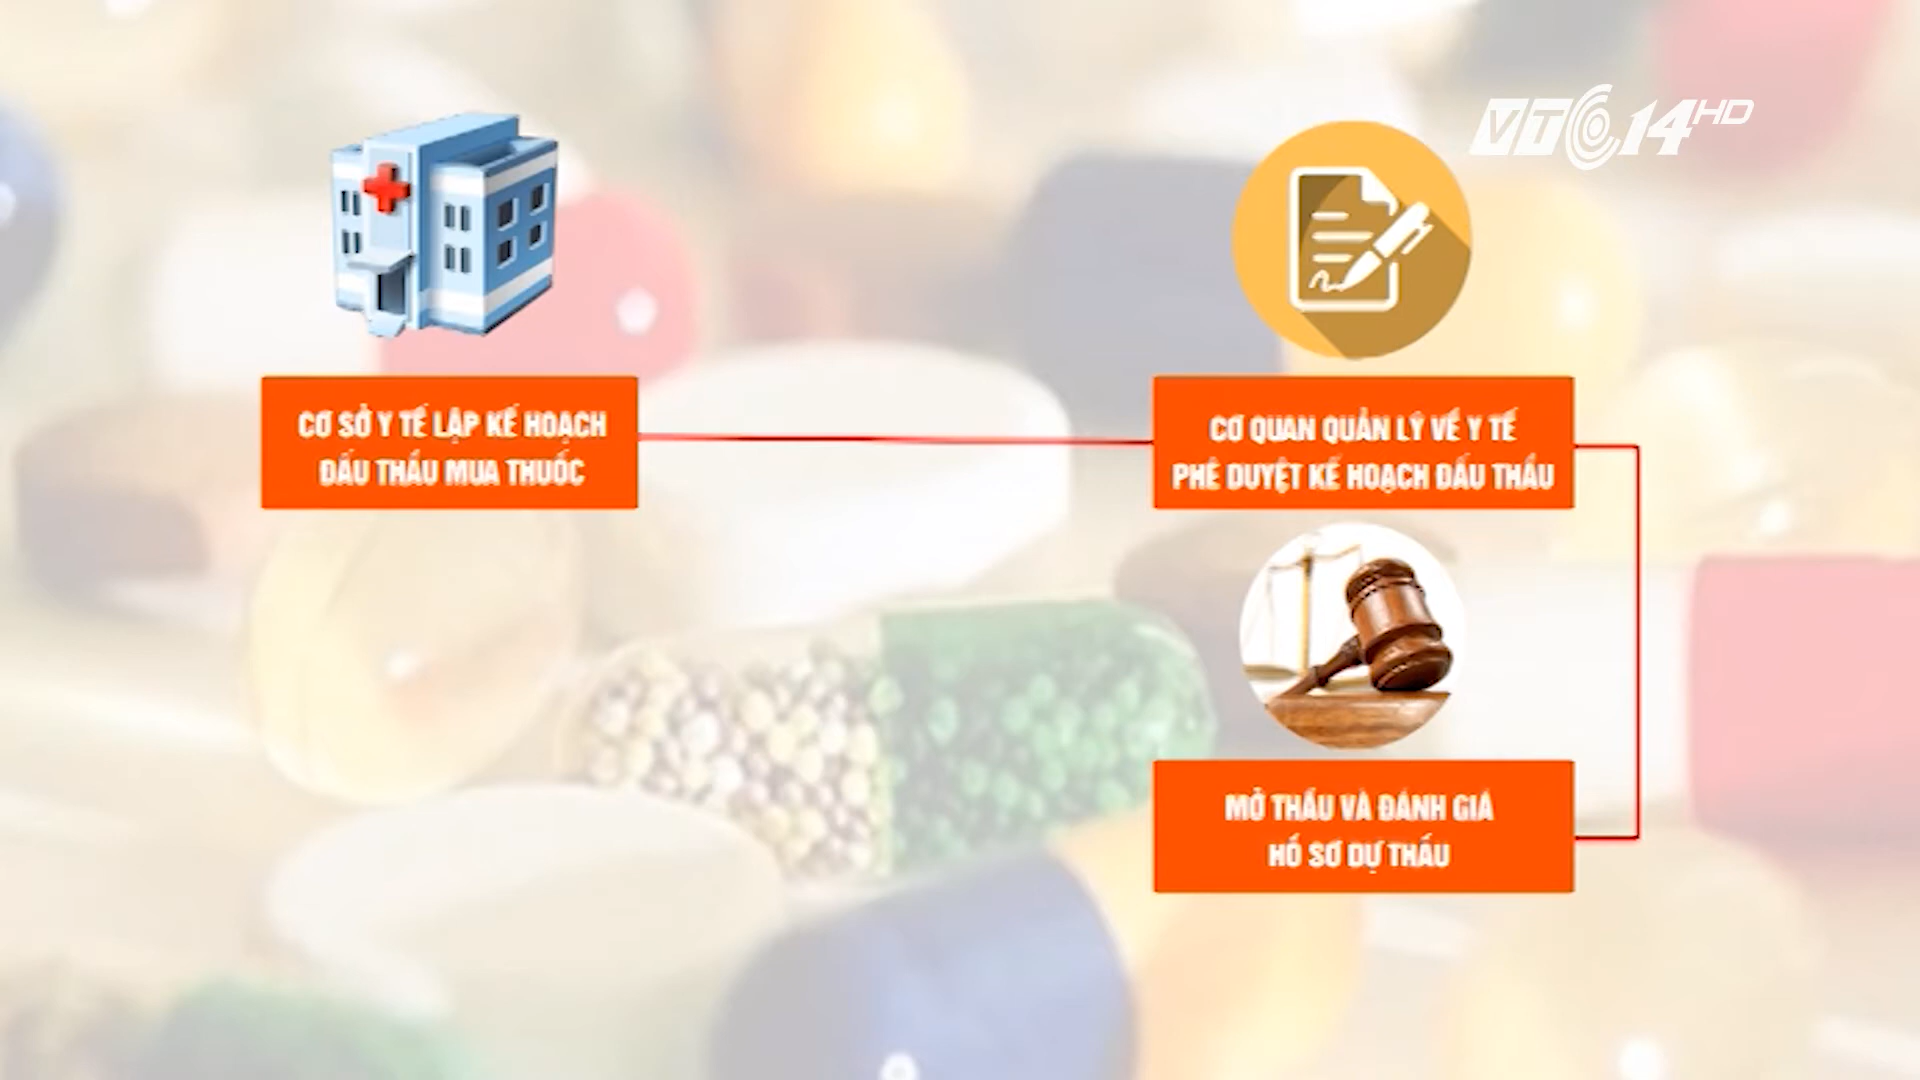 VTC14HD
CƠ SỞ Y TẾ LẬP KẾ HOẠCH
ĐẤU THẦU MUA THUỐC
CƠ QUAN QUẢN LÝ VỀ Y TẾ
PHÊ DUYỆT KẾ HOẠCH ĐẤU THẦU
MỞ THẦU VÀ ĐÁNH GIÁ
HỒ SƠ DỰ THẦU